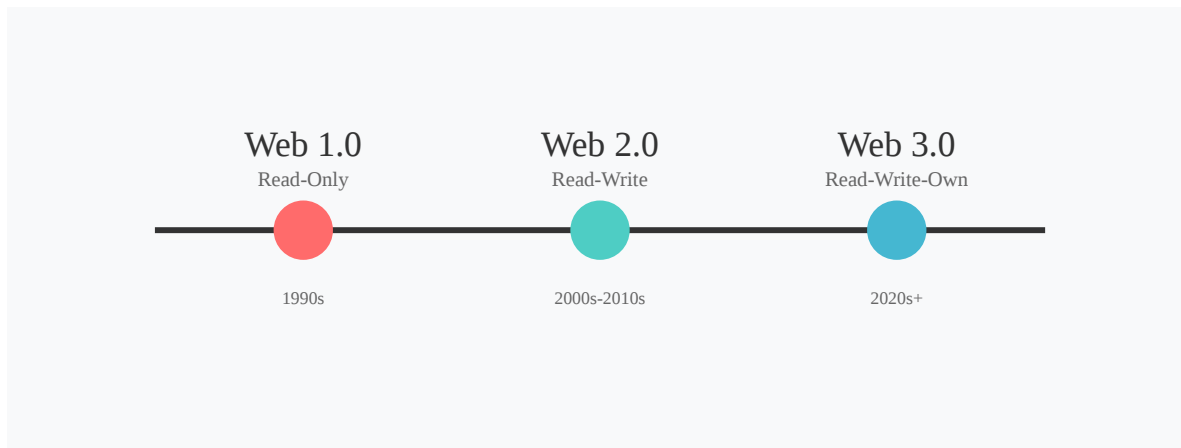 Web 1.0
Read-Only
1990s
Web 2.0
Read-Write
2000s-2010s
Web 3.0
Read-Write-Own
2020s+